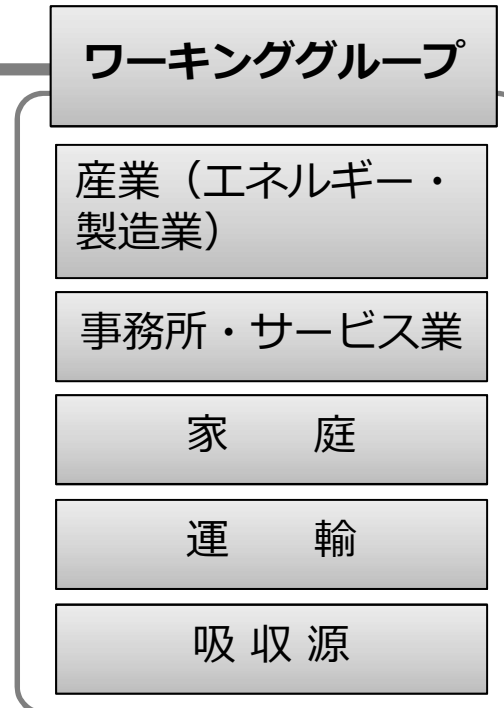 ワーキンググループ
産業（エネルギー・
製造業）
事務所・サービス業
家　　庭
運　　輸
吸 収 源